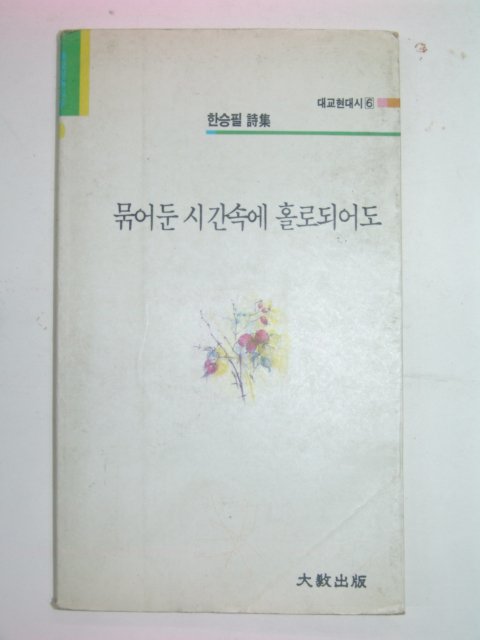 대교현대시⑥
한승필 詩集
묶어둔 시간속에 홀로되어도
大敎出版